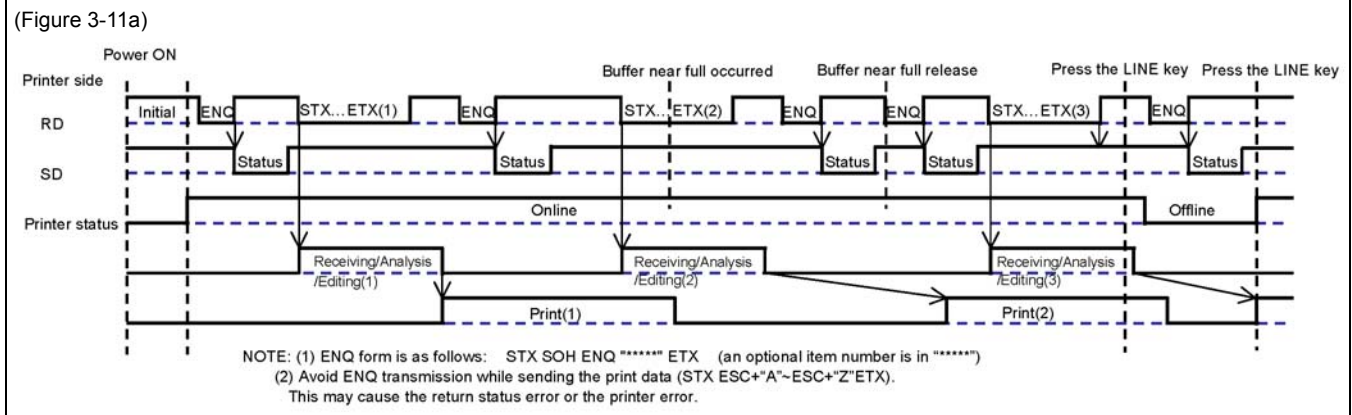 (Figure 3-11a)
Power ON
Printer side
Buffer near full occurred
Buffer near full release
Press the LINE key
Press the LINE key
RD
Initial
ENQ
STX...ETX(1)
ENQ
STX...ETX(2)
ENQ
ENQ
STX...ETX(3)
ENQ
SD
Status
Status
Status
Status
Status
Printer status
Online
Offline
Receiving/Analysis
/Editing(1)
Receiving/Analysis
/Editing(2)
Receiving/Analysis
/Editing(3)
Print(1)
Print(2)
NOTE: (1) ENQ form is as follows: STX SOH ENQ "*****" ETX (an optional item number is in "*****")
(2) Avoid ENQ transmission while sending the print data (STX ESC+"A"~ESC+"Z"ETX).
This may cause the return status error or the printer error.